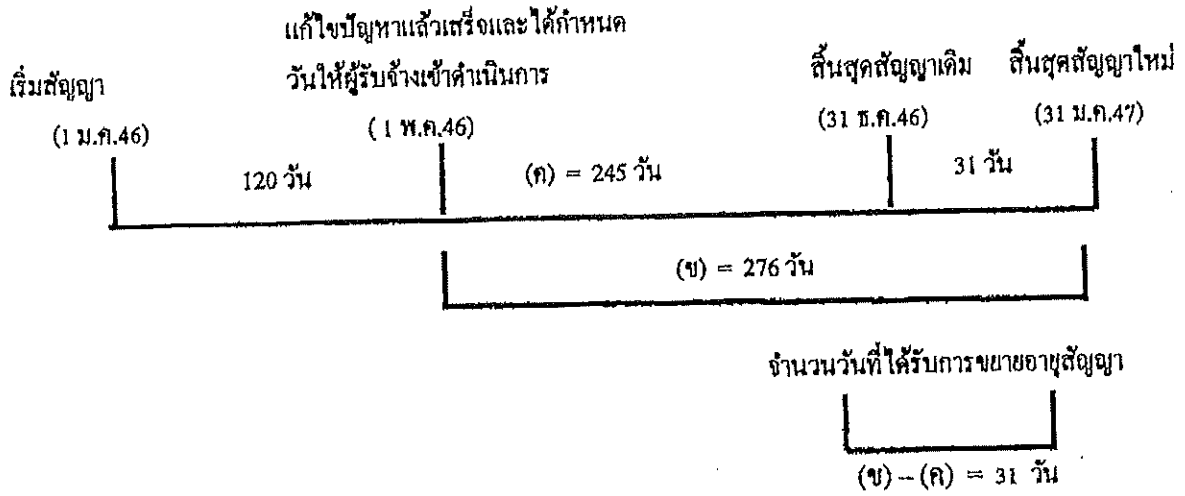 แก้ไขปัญหาแล้วเสร็จและได้กำหนด
วันให้ผู้รับจ้างเข้าดำเนินการ
เริ่มสัญญา
สิ้นสุดสัญญาเดิม
สิ้นสุดสัญญาใหม่
(1 ม.ค.46)
( 1 พ.ค.46)
(31 ธ.ค.46)
(31 ม.ค.47)
120 วัน
(ค) = 245 วัน
31 วัน
(ข) = 276 วัน
จำนวนวันที่ได้รับการขยายอายุสัญญา
(ข) – (ค) = 31 วัน